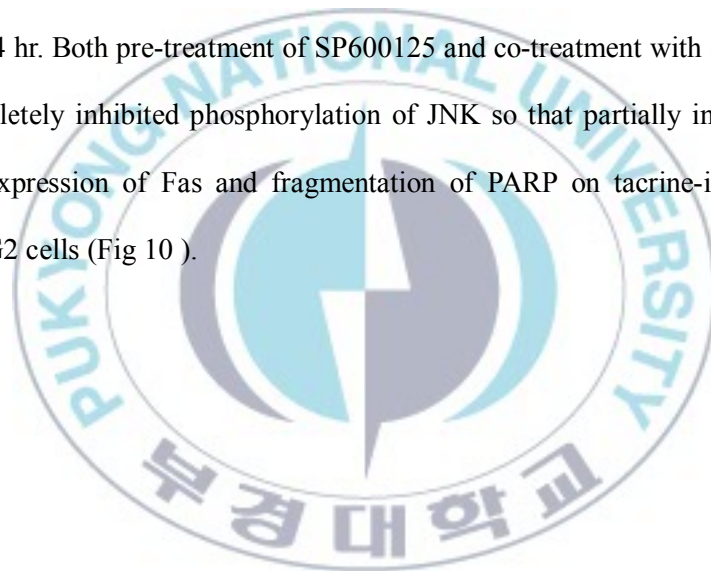 4 hr. Both pre-treatment of SP600125 and co-treatment with
letely inhibited phosphorylation of JNK so that partially in
xpression of Fas and fragmentation of PARP on tacrine-i
G2 cells (Fig 10 ).
PUKYONG NATIONAL UNIVERSITY
부경대학교